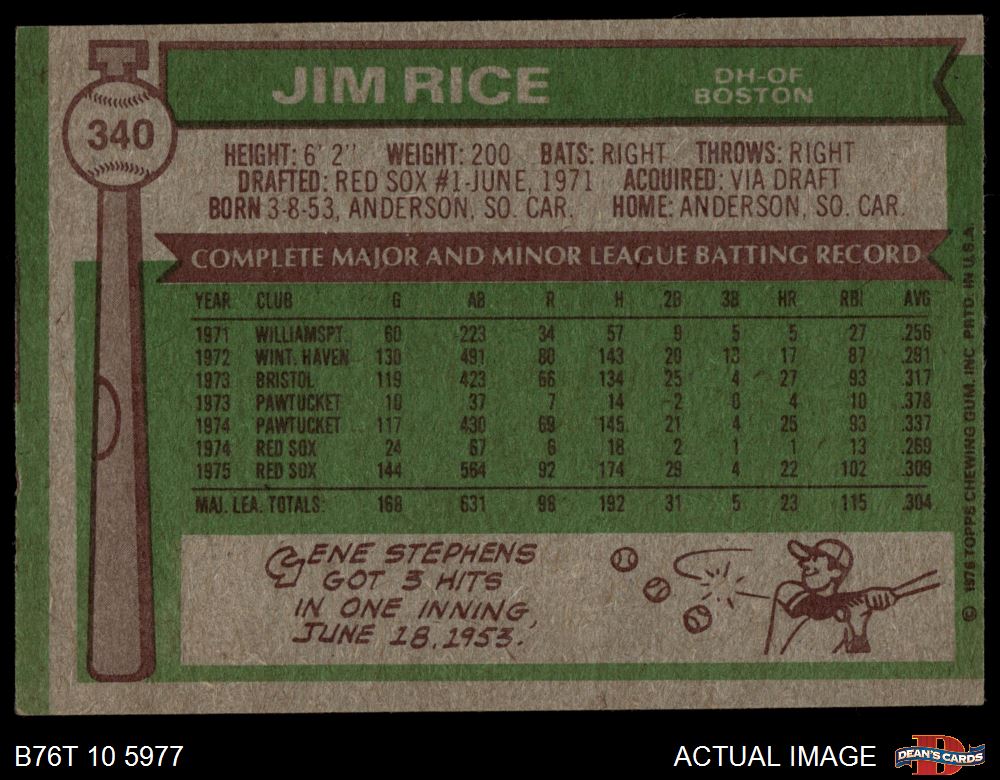 JIM RICE
DH-OF
BOSTON
340
HEIGHT: 6' 2" WEIGHT: 200 BATS: RIGHT THROWS: RIGHT
DRAFTED: RED SOX #1-JUNE, 1971 ACQUIRED: VIA DRAFT
BORN 3-8-53, ANDERSON, SO. CAR. HOME: ANDERSON, SO. CAR.
COMPLETE MAJOR AND MINOR LEAGUE BATTING RECORD
YEAR CLUB G AB R H 2B 3B HR RBI AVG
1971 WILLIAMSPT. 60 223 34 57 9 5 5 27 .256
1972 WINT. HAVEN 130 491 80 143 20 13 17 87 .291
1973 BRISTOL 119 423 66 134 25 4 27 93 .317
1973 PAWTUCKET 10 37 7 14 2 0 4 10 .378
1974 PAWTUCKET 117 430 69 145 21 4 25 93 .337
1974 RED SOX 24 67 6 18 2 1 1 13 .269
1975 RED SOX 144 564 92 174 29 4 22 102 .309
MAJ. LEA. TOTALS: 168 631 98 192 31 5 23 115 .304
GENE STEPHENS
GOT 3 HITS
IN ONE INNING,
JUNE 18, 1953.
© 1976 TOPPS CHEWING GUM, INC. PRTD. IN U.S.A.
B76T 10 5977
ACTUAL IMAGE
DEAN'S CARDS